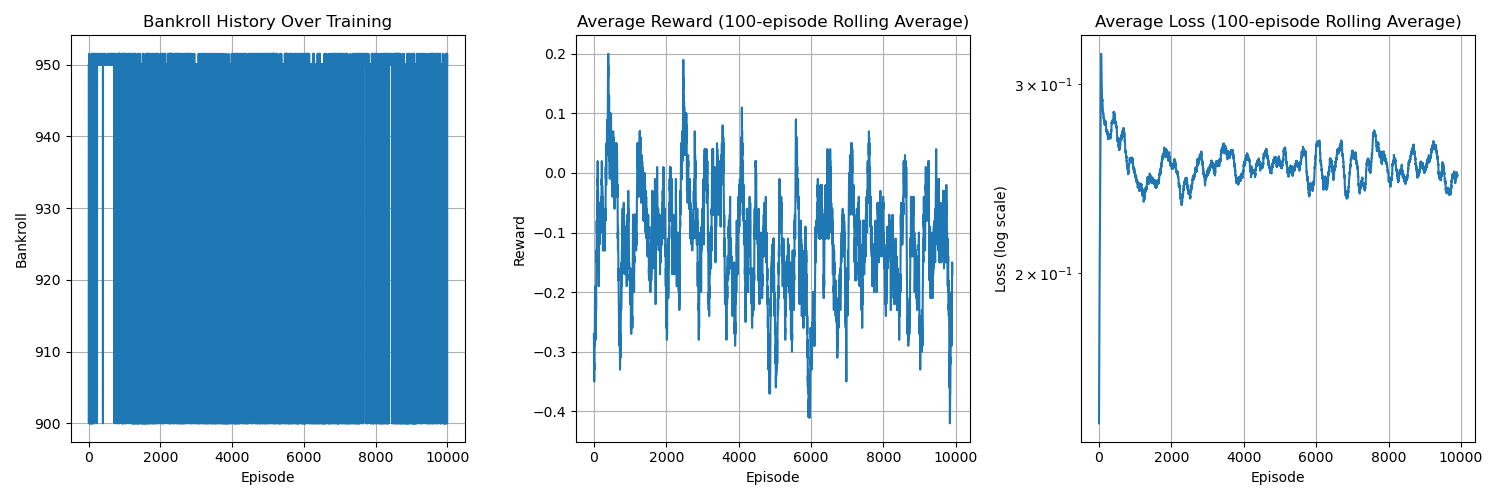 Bankroll History Over Training
Bankroll
950
940
930
920
910
900
0 2000 4000 6000 8000 10000
Episode
Average Reward (100-episode Rolling Average)
Reward
0.2
0.1
0.0
−0.1
−0.2
−0.3
−0.4
0 2000 4000 6000 8000 10000
Episode
Average Loss (100-episode Rolling Average)
Loss (log scale)
3 × 10⁻¹
2 × 10⁻¹
0 2000 4000 6000 8000 10000
Episode